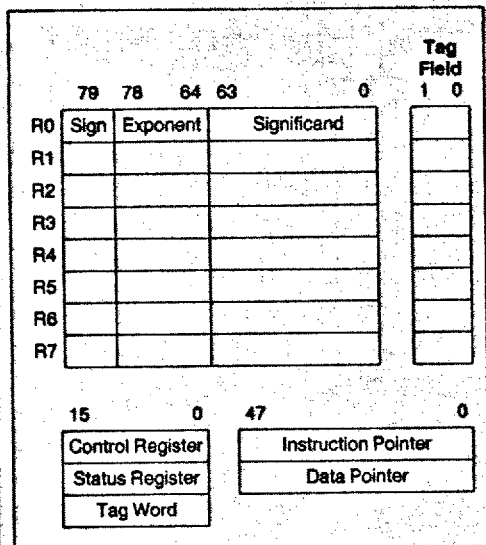 Tag
Field
79 78 64 63 0 1 0
R0 Sign Exponent Significand
R1
R2
R3
R4
R5
R6
R7
15 0 47 0
Control Register Instruction Pointer
Status Register Data Pointer
Tag Word